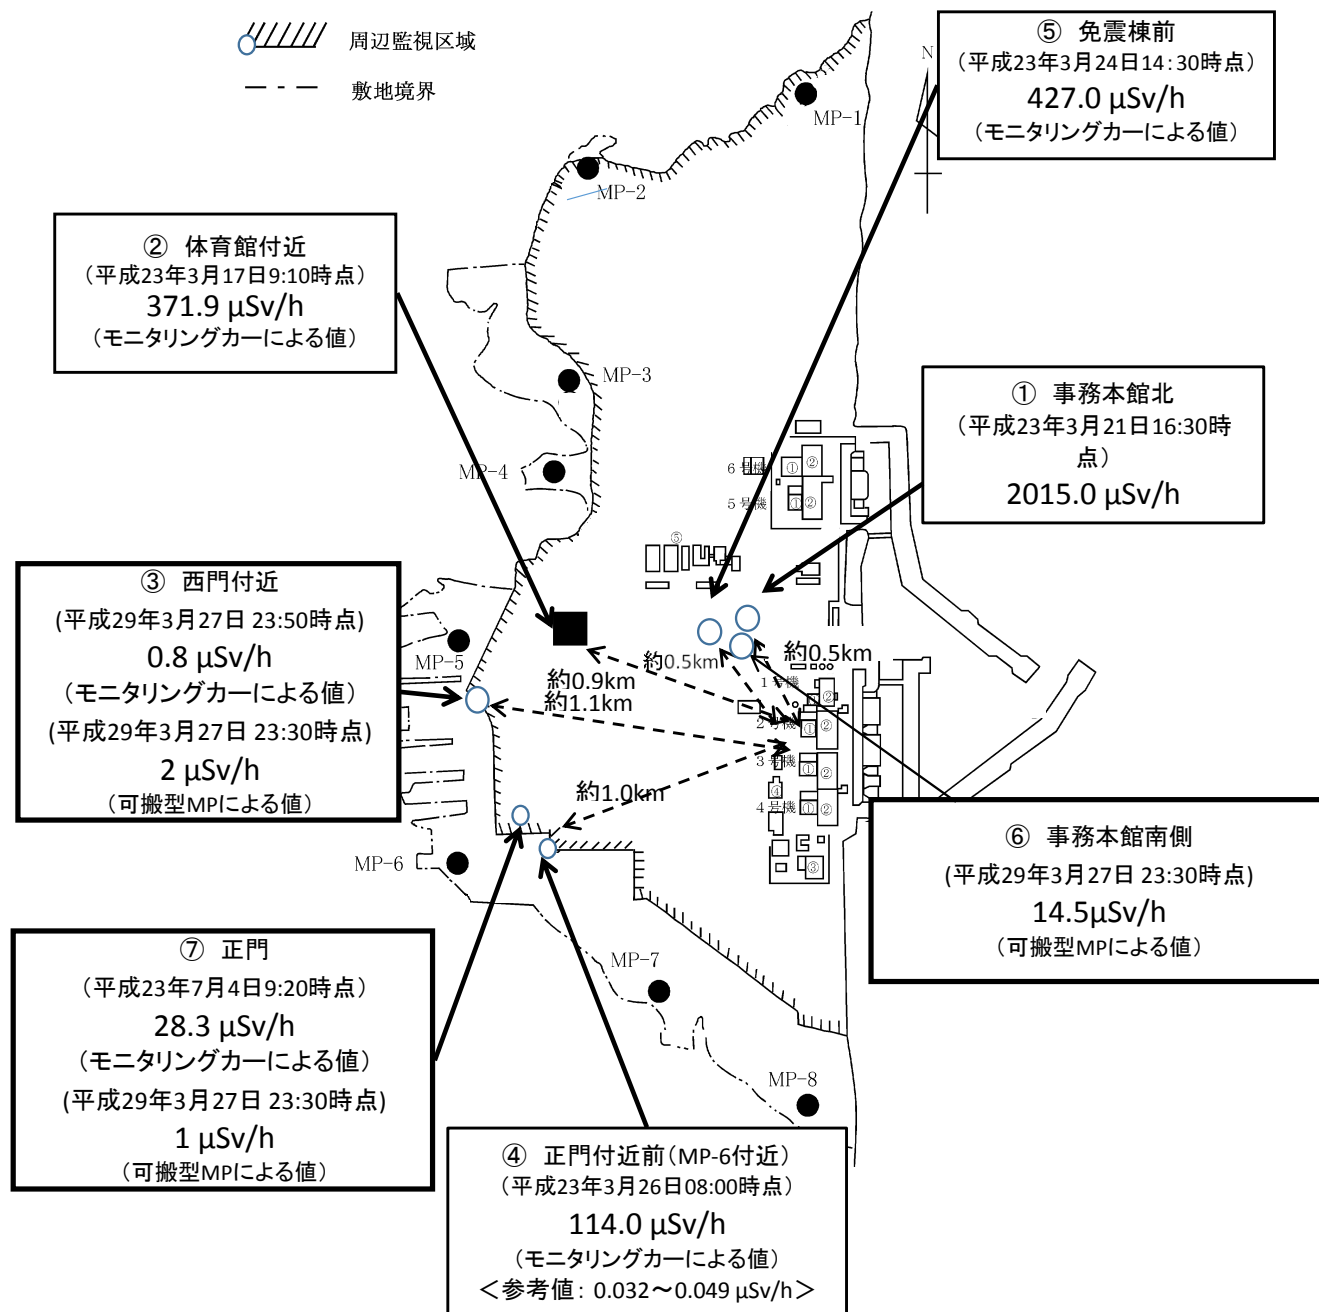 周辺監視区域
敷地境界
⑤ 免震棟前
（平成23年3月24日14：30時点）
427.0 μSv/h
（モニタリングカーによる値）
N
MP-1
MP-2
② 体育館付近
（平成23年3月17日9:10時点）
371.9 μSv/h
（モニタリングカーによる値）
MP-3
① 事務本館北
（平成23年3月21日16:30時
点）
2015.0 μSv/h
MP-4
6号機
①
②
5号機
①
②
⑤
③ 西門付近
(平成29年3月27日 23:50時点)
0.8 μSv/h
（モニタリングカーによる値）
(平成29年3月27日 23:30時点)
2 μSv/h
（可搬型MPによる値）
MP-5
約0.5km
約0.5km
約0.9km
約1.1km
1号機
②
2号機
①
②
3号機
①
②
④
4号機
①
②
③
約1.0km
MP-6
⑥ 事務本館南側
(平成29年3月27日 23:30時点)
14.5μSv/h
（可搬型MPによる値）
⑦ 正門
（平成23年7月4日9:20時点）
28.3 μSv/h
（モニタリングカーによる値）
(平成29年3月27日 23:30時点)
1 μSv/h
（可搬型MPによる値）
MP-7
MP-8
④ 正門付近前（MP-6付近）
（平成23年3月26日08:00時点）
114.0 μSv/h
（モニタリングカーによる値）
＜参考値： 0.032～0.049 μSv/h＞